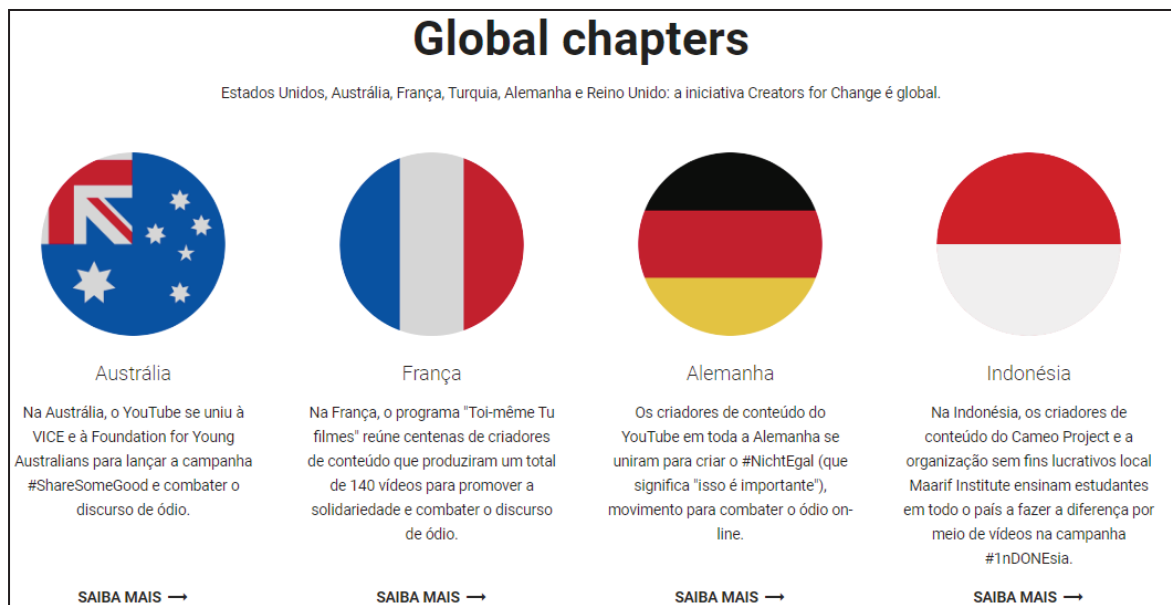 Global chapters
Estados Unidos, Austrália, França, Turquia, Alemanha e Reino Unido: a iniciativa Creators for Change é global.
Austrália
Na Austrália, o YouTube se uniu à
VICE e à Foundation for Young
Australians para lançar a campanha
#ShareSomeGood e combater o
discurso de ódio.
SAIBA MAIS ⟶
França
Na França, o programa "Toi-même Tu
filmes" reúne centenas de criadores
de conteúdo que produziram um total
de 140 vídeos para promover a
solidariedade e combater o discurso
de ódio.
SAIBA MAIS ⟶
Alemanha
Os criadores de conteúdo do
YouTube em toda a Alemanha se
uniram para criar o #NichtEgal (que
significa "isso é importante"),
movimento para combater o ódio on-
line.
SAIBA MAIS ⟶
Indonésia
Na Indonésia, os criadores de
conteúdo do Cameo Project e a
organização sem fins lucrativos local
Maarif Institute ensinam estudantes
em todo o país a fazer a diferença por
meio de vídeos na campanha
#1nDONEsia.
SAIBA MAIS ⟶